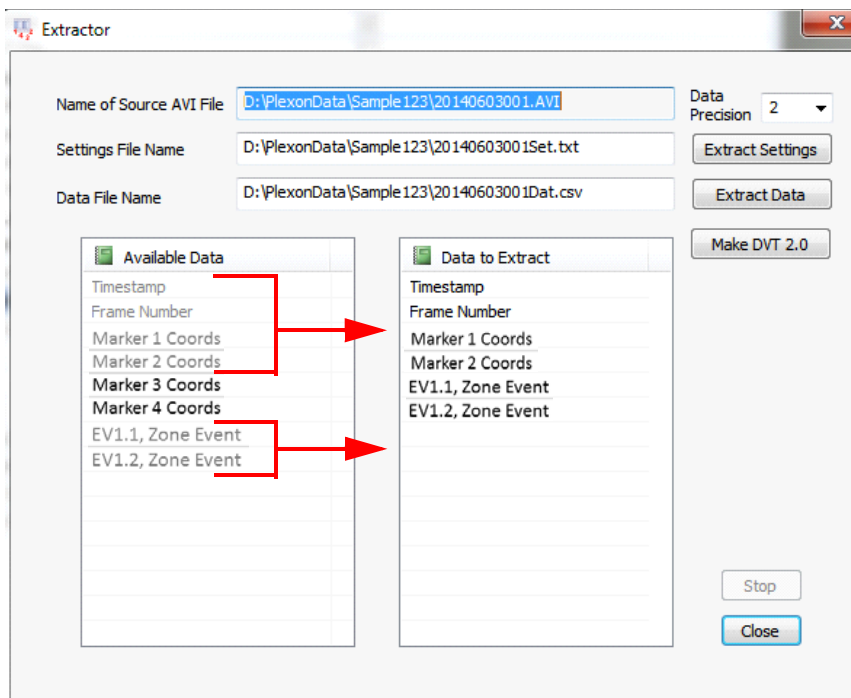 Extractor
Name of Source AVI File
D:\PlexonData\Sample123\20140603001.AVI
Data
Precision
2
Settings File Name
D:\PlexonData\Sample123\20140603001Set.txt
Extract Settings
Data File Name
D:\PlexonData\Sample123\20140603001Dat.csv
Extract Data
Make DVT 2.0
Available Data
Timestamp
Frame Number
Marker 1 Coords
Marker 2 Coords
Marker 3 Coords
Marker 4 Coords
EV1.1, Zone Event
EV1.2, Zone Event
Data to Extract
Timestamp
Frame Number
Marker 1 Coords
Marker 2 Coords
EV1.1, Zone Event
EV1.2, Zone Event
Stop
Close